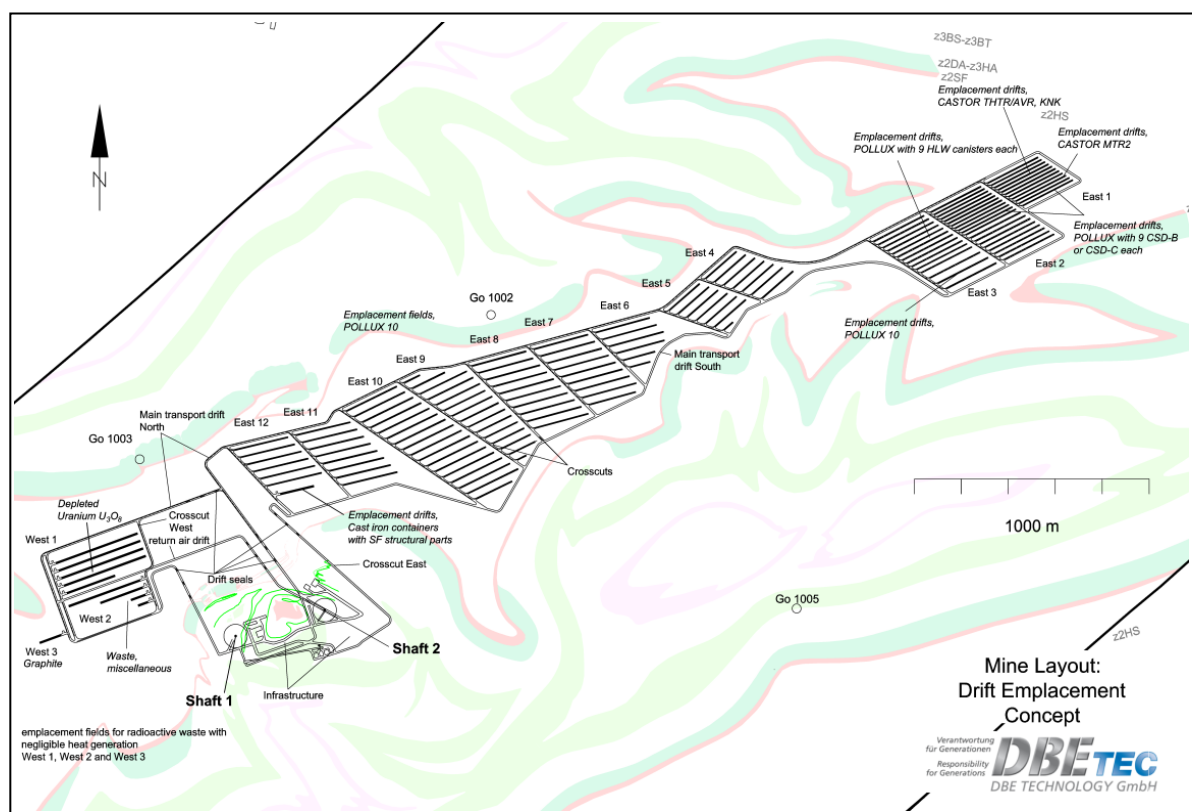 z3BS-z3BT
z2DA-z3HA
z2SF
Emplacement drifts,
CASTOR THTR/AVR, KNK
z2HS
Emplacement drifts,
POLLUX with 9 HLW canisters each
Emplacement drifts,
CASTOR MTR2
East 1
N
Emplacement drifts,
POLLUX with 9 CSD-B
or CSD-C each
East 2
East 3
East 4
East 5
Go 1002
East 6
Emplacement fields,
POLLUX 10
East 7
East 8
Emplacement drifts,
POLLUX 10
East 9
Main transport
drift South
East 10
Main transport drift
North
East 11
East 12
Go 1003
Crosscuts
Depleted
Uranium U₃O₈
Crosscut
West
return air drift
Emplacement drifts,
Cast iron containers
with SF structural parts
1000 m
West 1
Crosscut East
Drift seals
Go 1005
West 2
West 3
Graphite
Waste,
miscellaneous
Shaft 2
Shaft 1
Infrastructure
z2HS
Mine Layout:
Drift Emplacement
Concept
emplacement fields for radioactive waste with
negligible heat generation
West 1, West 2 and West 3
Verantwortung
für Generationen
Responsibility
for Generations
DBETEC
DBE TECHNOLOGY GmbH